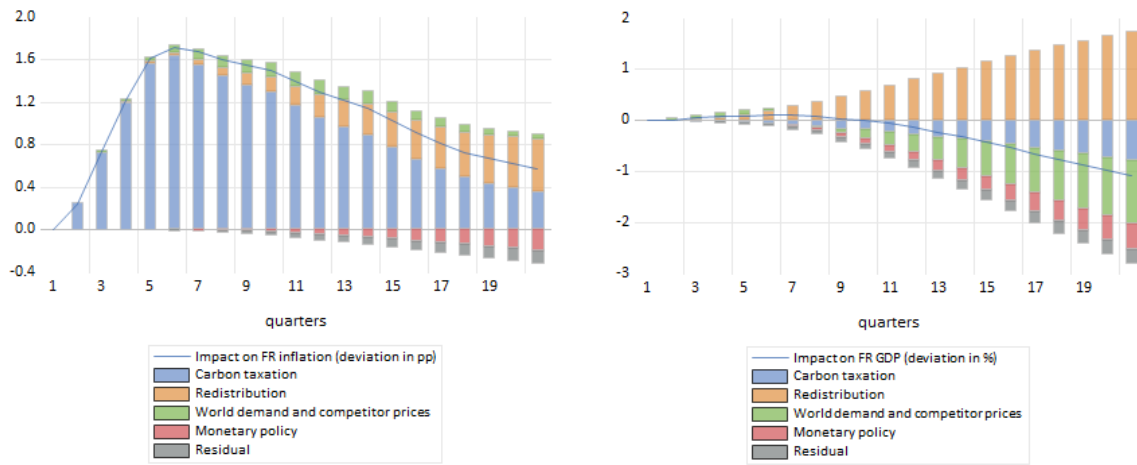 2.0
1.6
1.2
0.8
0.4
0.0
-0.4
1 3 5 7 9 11 13 15 17 19
quarters
Impact on FR inflation (deviation in pp)
Carbon taxation
Redistribution
World demand and competitor prices
Monetary policy
Residual
2
1
0
-1
-2
-3
1 3 5 7 9 11 13 15 17 19
quarters
Impact on FR GDP (deviation in %)
Carbon taxation
Redistribution
World demand and competitor prices
Monetary policy
Residual